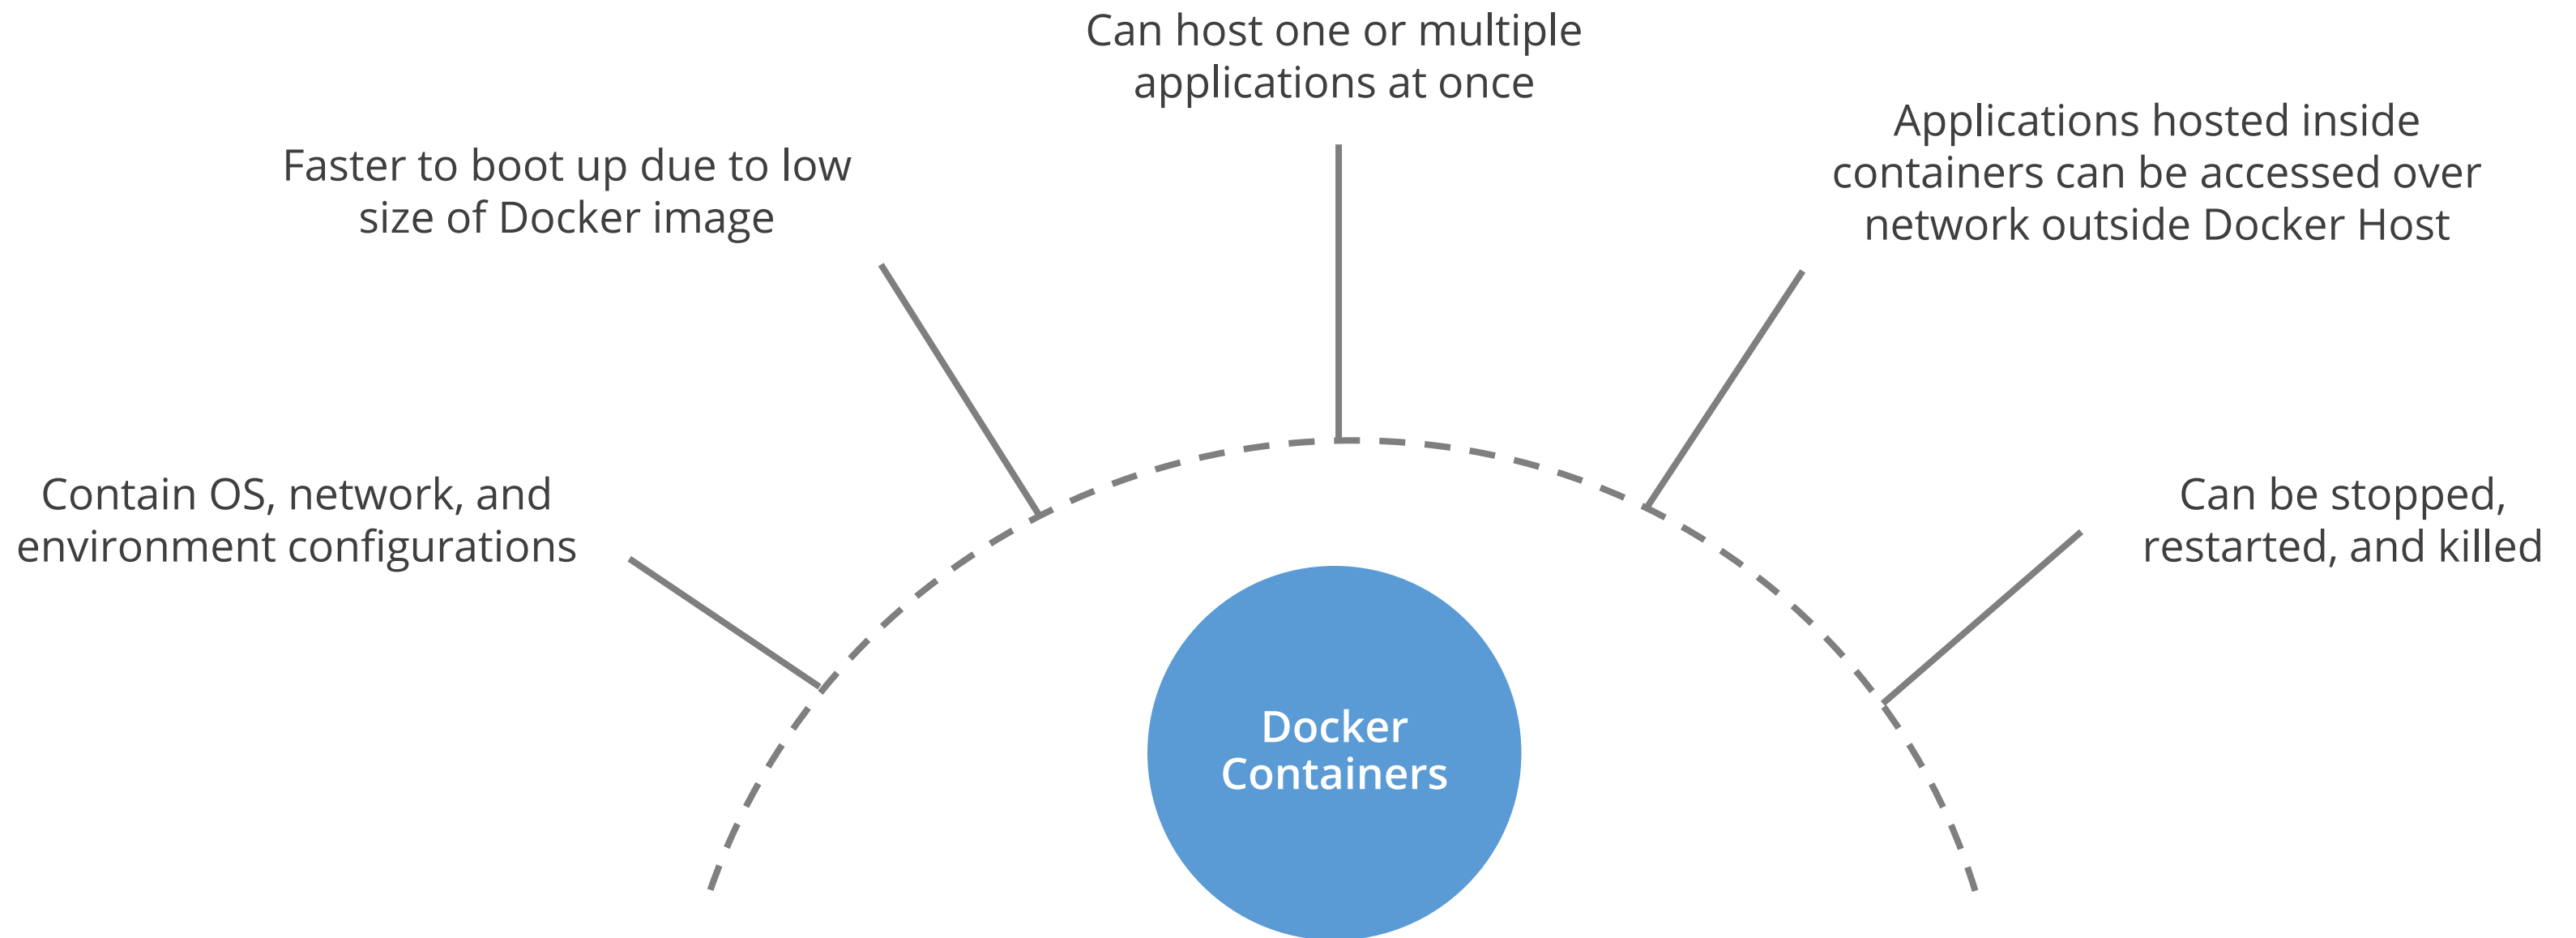 Can host one or multiple
applications at once
Applications hosted inside
containers can be accessed over
network outside Docker Host
Faster to boot up due to low
size of Docker image
Contain OS, network, and
environment configurations
Can be stopped,
restarted, and killed
Docker
Containers